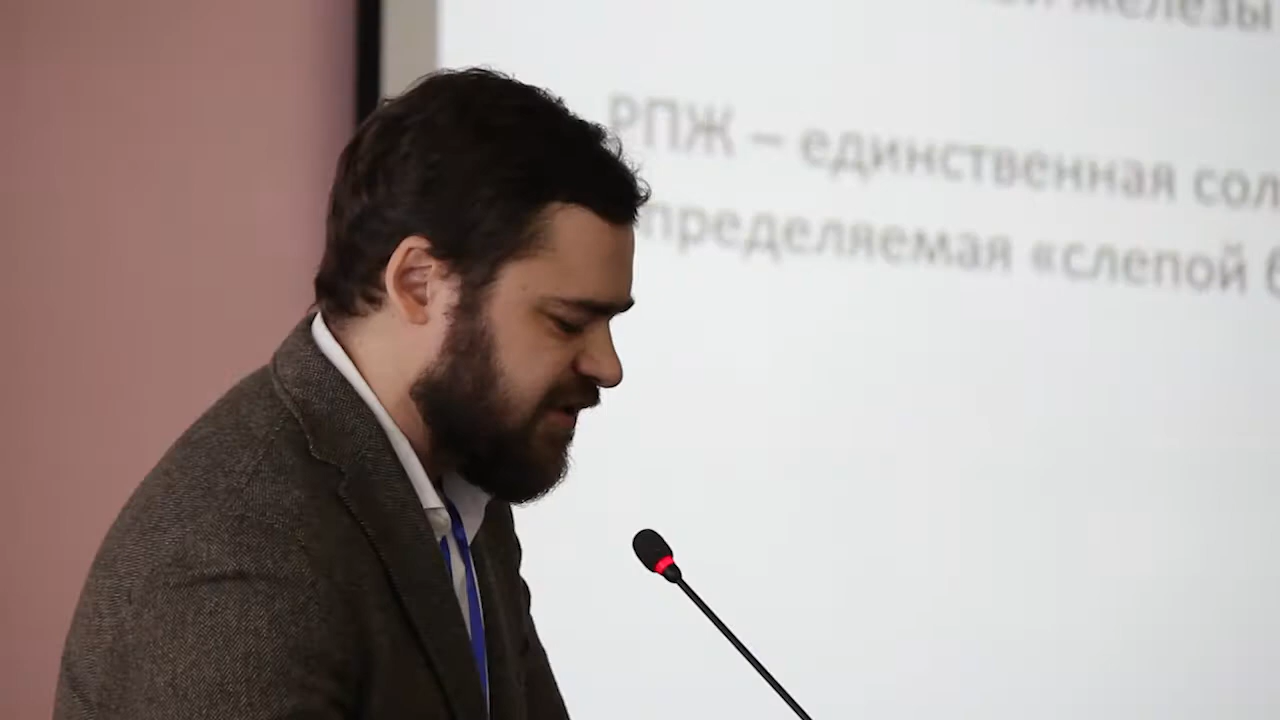 железы
РПЖ – единственная сол
пределяемая «слепой б